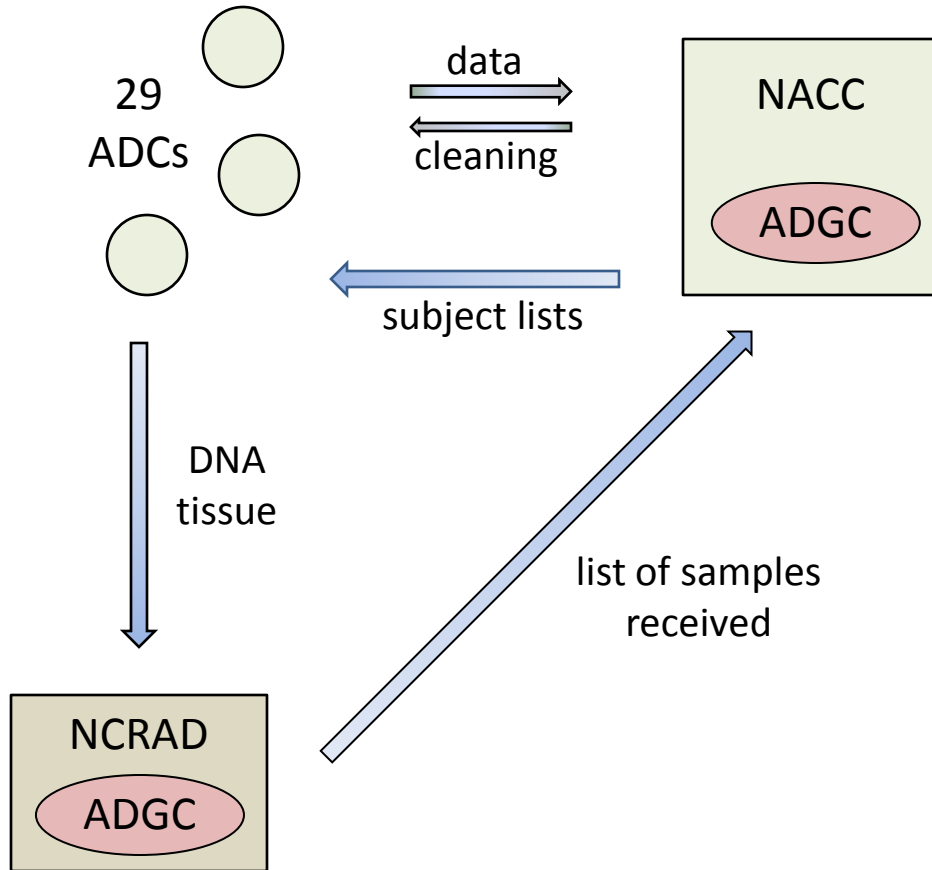 29
ADCs
data
cleaning
NACC
ADGC
subject lists
DNA
tissue
list of samples
received
NCRAD
ADGC